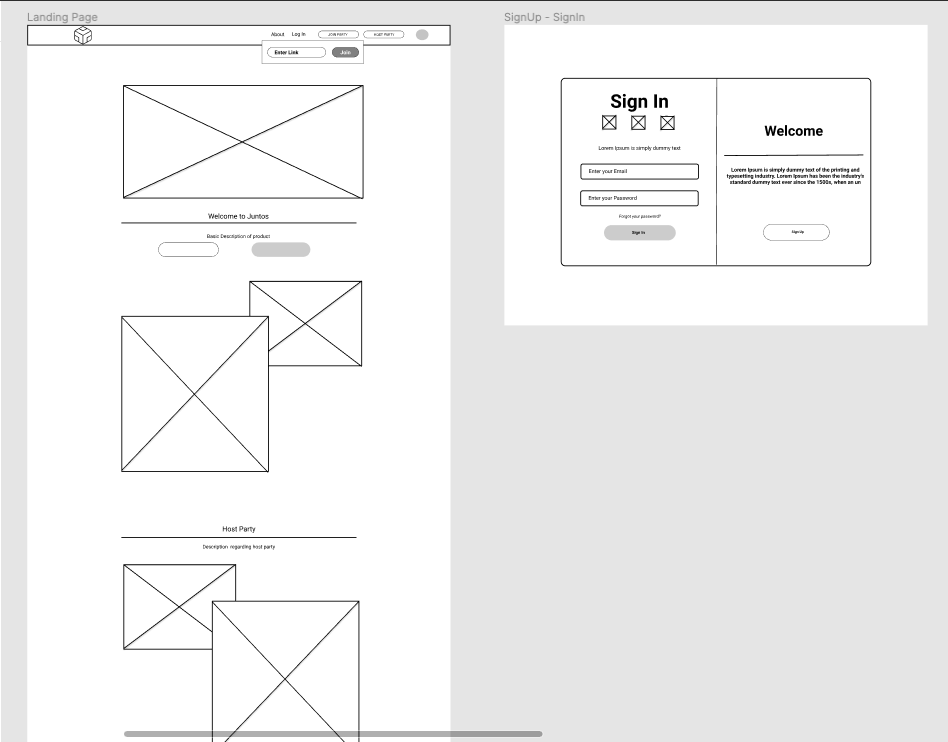 Landing Page
About
Log In
JOIN PARTY
HOST PARTY
Enter Link
Join
Welcome to Juntos
Basic Description of product
Host Party
Description regarding host party
SignUp - SignIn
Sign In
Lorem Ipsum is simply dummy text
Enter your Email
Enter your Password
Forgot your password?
Sign In
Welcome
Lorem Ipsum is simply dummy text of the printing and
typesetting industry. Lorem Ipsum has been the industry's
standard dummy text ever since the 1500s, when an un
SignUp